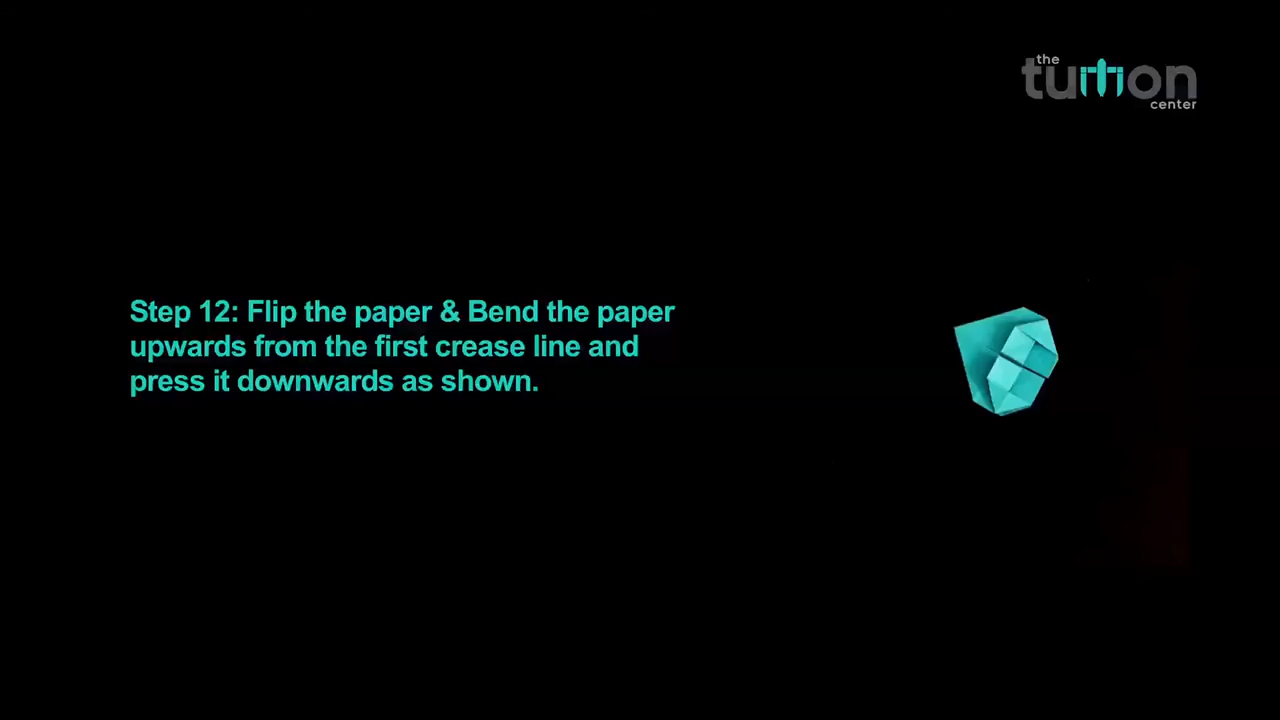 the
tuition
center
Step 12: Flip the paper & Bend the paper
upwards from the first crease line and
press it downwards as shown.